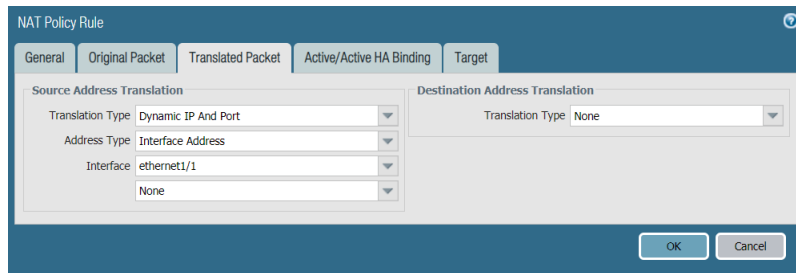 NAT Policy Rule
General Original Packet Translated Packet Active/Active HA Binding Target
Source Address Translation
Translation Type Dynamic IP And Port
Address Type Interface Address
Interface ethernet1/1
None
Destination Address Translation
Translation Type None
OK Cancel